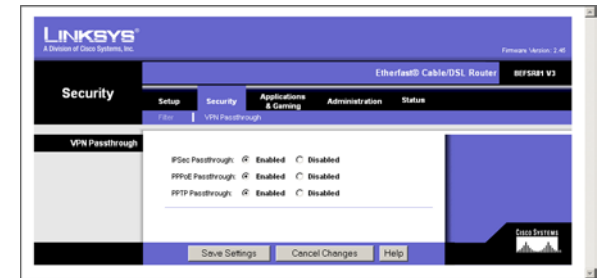 LINKSYS®
A Division of Cisco Systems, Inc.
Firmware Version: 2.45
Etherfast® Cable/DSL Router BEFSR81 V3
Security
Setup Security Applications & Gaming Administration Status
Filter VPN Passthrough
VPN Passthrough
IPSec Passthrough: Enabled Disabled
PPPoE Passthrough: Enabled Disabled
PPTP Passthrough: Enabled Disabled
CISCO SYSTEMS
Save Settings Cancel Changes Help